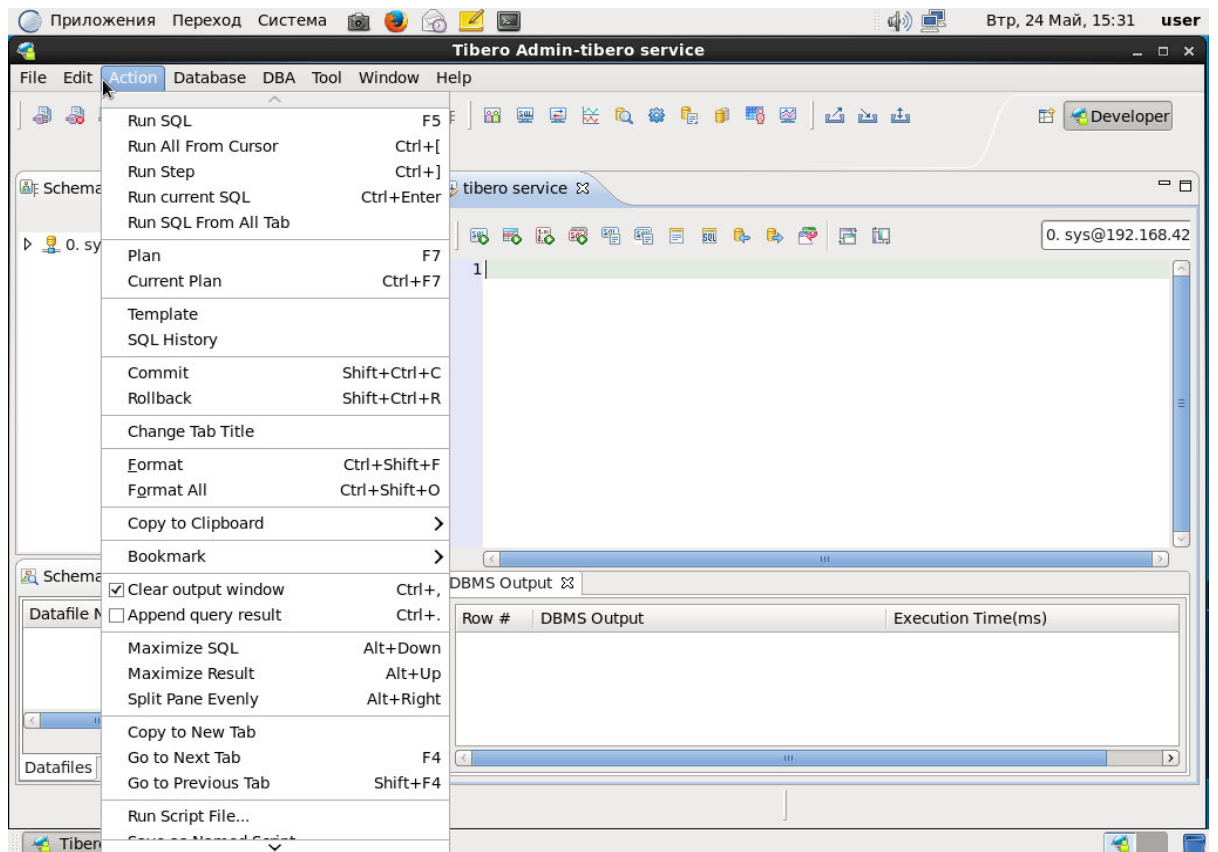 Приложения Переход Система Втр, 24 Май, 15:31 user
Tibero Admin-tibero service
File Edit Action Database DBA Tool Window Help
Developer
Run SQL F5
Run All From Cursor Ctrl+[
Run Step Ctrl+]
Run current SQL Ctrl+Enter
Run SQL From All Tab
Plan F7
Current Plan Ctrl+F7
Template
SQL History
Commit Shift+Ctrl+C
Rollback Shift+Ctrl+R
Change Tab Title
Format Ctrl+Shift+F
Format All Ctrl+Shift+O
Copy to Clipboard
Bookmark
Clear output window Ctrl+,
Append query result Ctrl+.
Maximize SQL Alt+Down
Maximize Result Alt+Up
Split Pane Evenly Alt+Right
Copy to New Tab
Go to Next Tab F4
Go to Previous Tab Shift+F4
Run Script File...
Save as Named Script
Schema
0. sy
tibero service
0. sys@192.168.42
1
Schema
Datafile N
Datafiles
DBMS Output
Row # DBMS Output Execution Time(ms)
Tiber